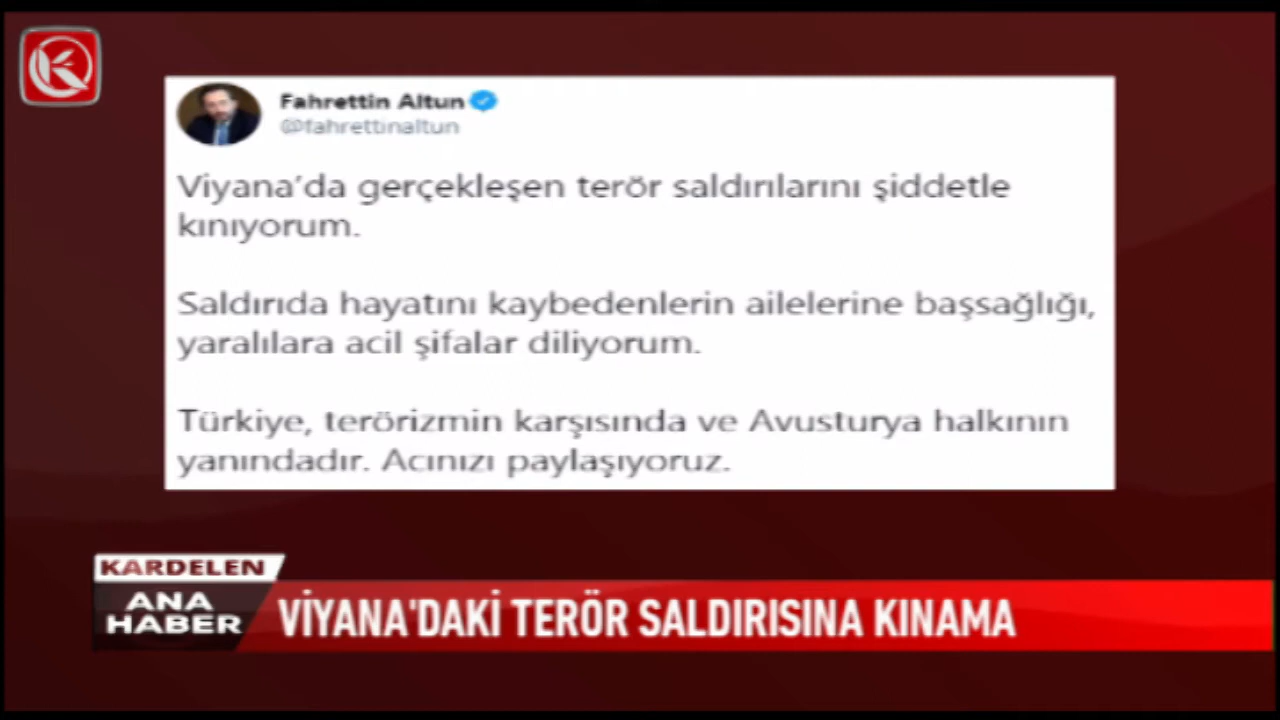 Fahrettin Altun
@fahrettinaltun
Viyana'da gerçekleşen terör saldırılarını şiddetle
kınıyorum.
Saldırıda hayatını kaybedenlerin ailelerine başsağlığı,
yaralılara acil şifalar diliyorum.
Türkiye, terörizmin karşısında ve Avusturya halkının
yanındadır. Acınızı paylaşıyoruz.
KARDELEN
ANA
HABER
VİYANA'DAKİ TERÖR SALDIRISINA KINAMA